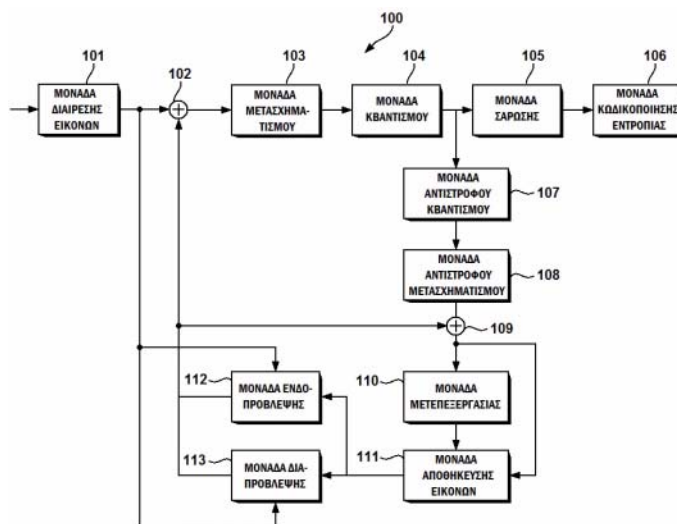 100
101
102
103
104
105
106
ΜΟΝΑΔΑ
ΔΙΑΙΡΕΣΗΣ
ΕΙΚΟΝΩΝ
ΜΟΝΑΔΑ
ΜΕΤΑΣΧΗΜΑ-
ΤΙΣΜΟΥ
ΜΟΝΑΔΑ
ΚΒΑΝΤΙΣΜΟΥ
ΜΟΝΑΔΑ
ΣΑΡΩΣΗΣ
ΜΟΝΑΔΑ
ΚΩΔΙΚΟΠΟΙΗΣΗΣ
ΕΝΤΡΟΠΙΑΣ
ΜΟΝΑΔΑ
ΑΝΤΙΣΤΡΟΦΟΥ
ΚΒΑΝΤΙΣΜΟΥ
107
ΜΟΝΑΔΑ
ΑΝΤΙΣΤΡΟΦΟΥ
ΜΕΤΑΣΧΗΜΑΤΙΣΜΟΥ
108
109
112
ΜΟΝΑΔΑ ΕΝΔΟ-
ΠΡΟΒΛΕΨΗΣ
110
ΜΟΝΑΔΑ
ΜΕΤΕΠΕΞΕΡΓΑΣΙΑΣ
113
ΜΟΝΑΔΑ ΔΙΑ-
ΠΡΟΒΛΕΨΗΣ
111
ΜΟΝΑΔΑ
ΑΠΟΘΗΚΕΥΣΗΣ
ΕΙΚΟΝΩΝ